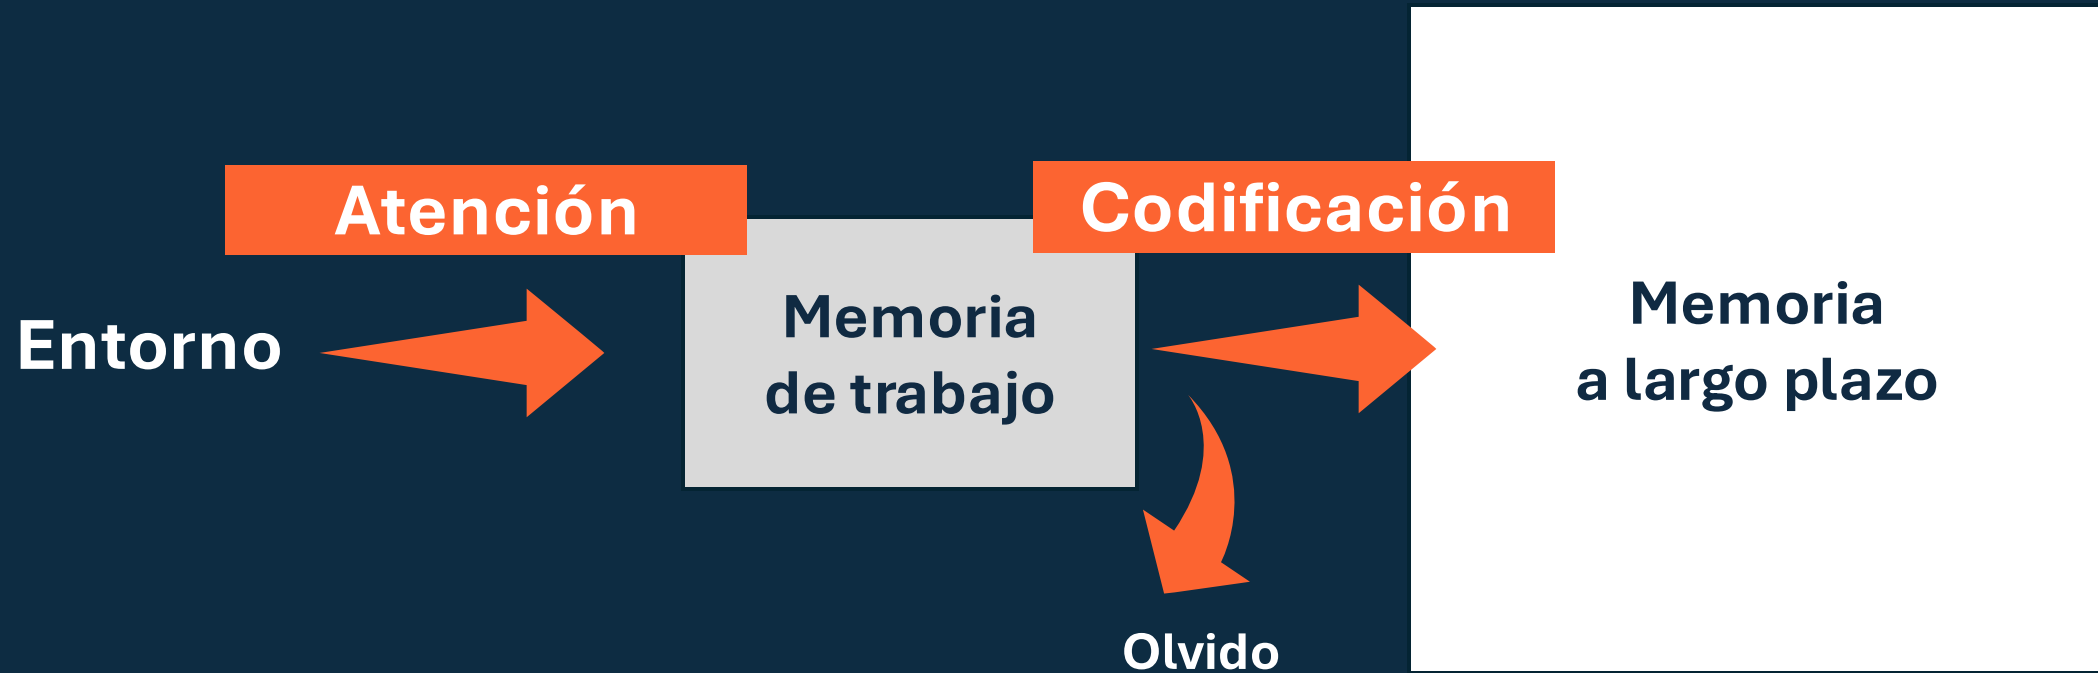 Atención
Codificación
Entorno
Memoria
de trabajo
Memoria
a largo plazo
Olvido